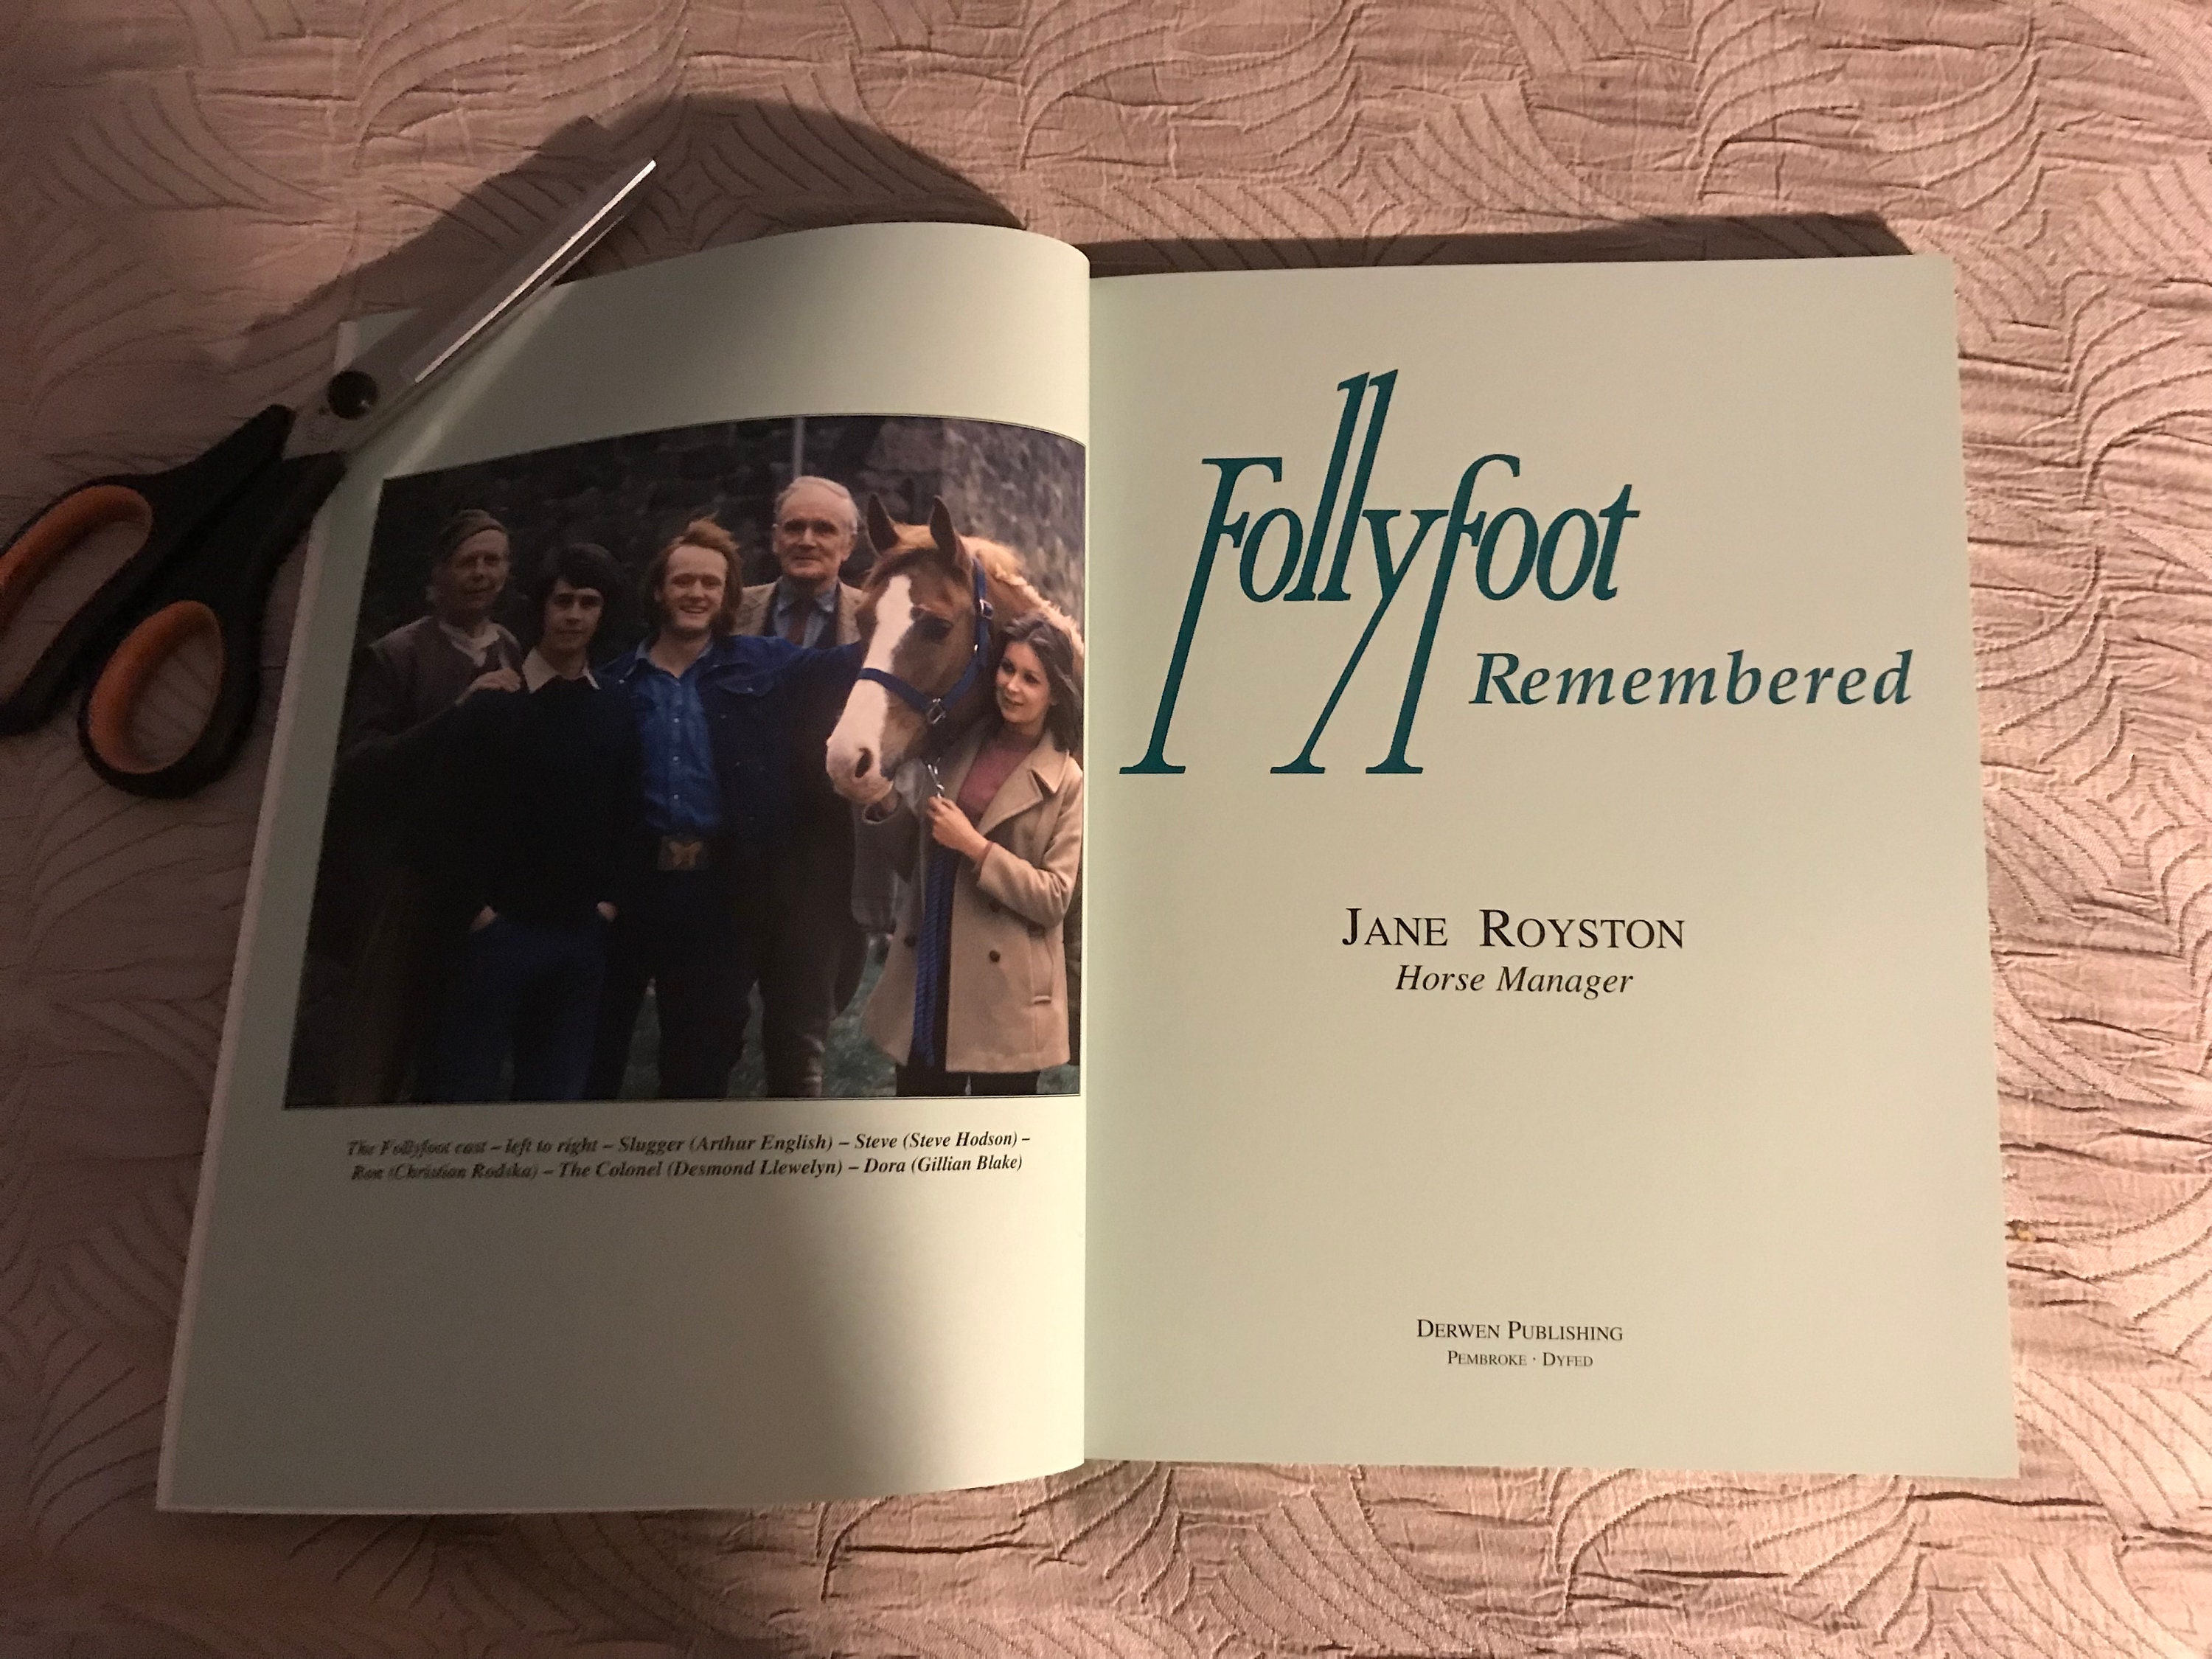 The Follyfoot cast – left to right – Slugger (Arthur English) – Steve (Steve Hodson) –
Ron (Christian Rodska) – The Colonel (Desmond Llewelyn) – Dora (Gillian Blake)
Follyfoot
Remembered
JANE ROYSTON
Horse Manager
DERWEN PUBLISHING
PEMBROKE · DYFED